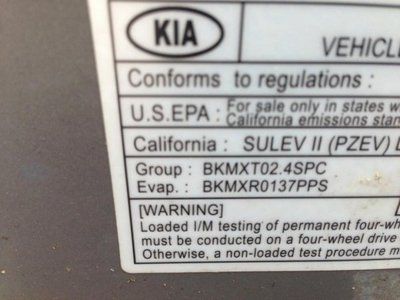 KIA
VEHICLE
Conforms to regulations :
U.S.EPA : For sale only in states w
California emissions stan
California : SULEV II (PZEV) L
Group : BKMXT02.4SPC
Evap. : BKMXR0137PPS
[WARNING]
Loaded I/M testing of permanent four-wh
must be conducted on a four-wheel drive
Otherwise, a non-loaded test procedure m